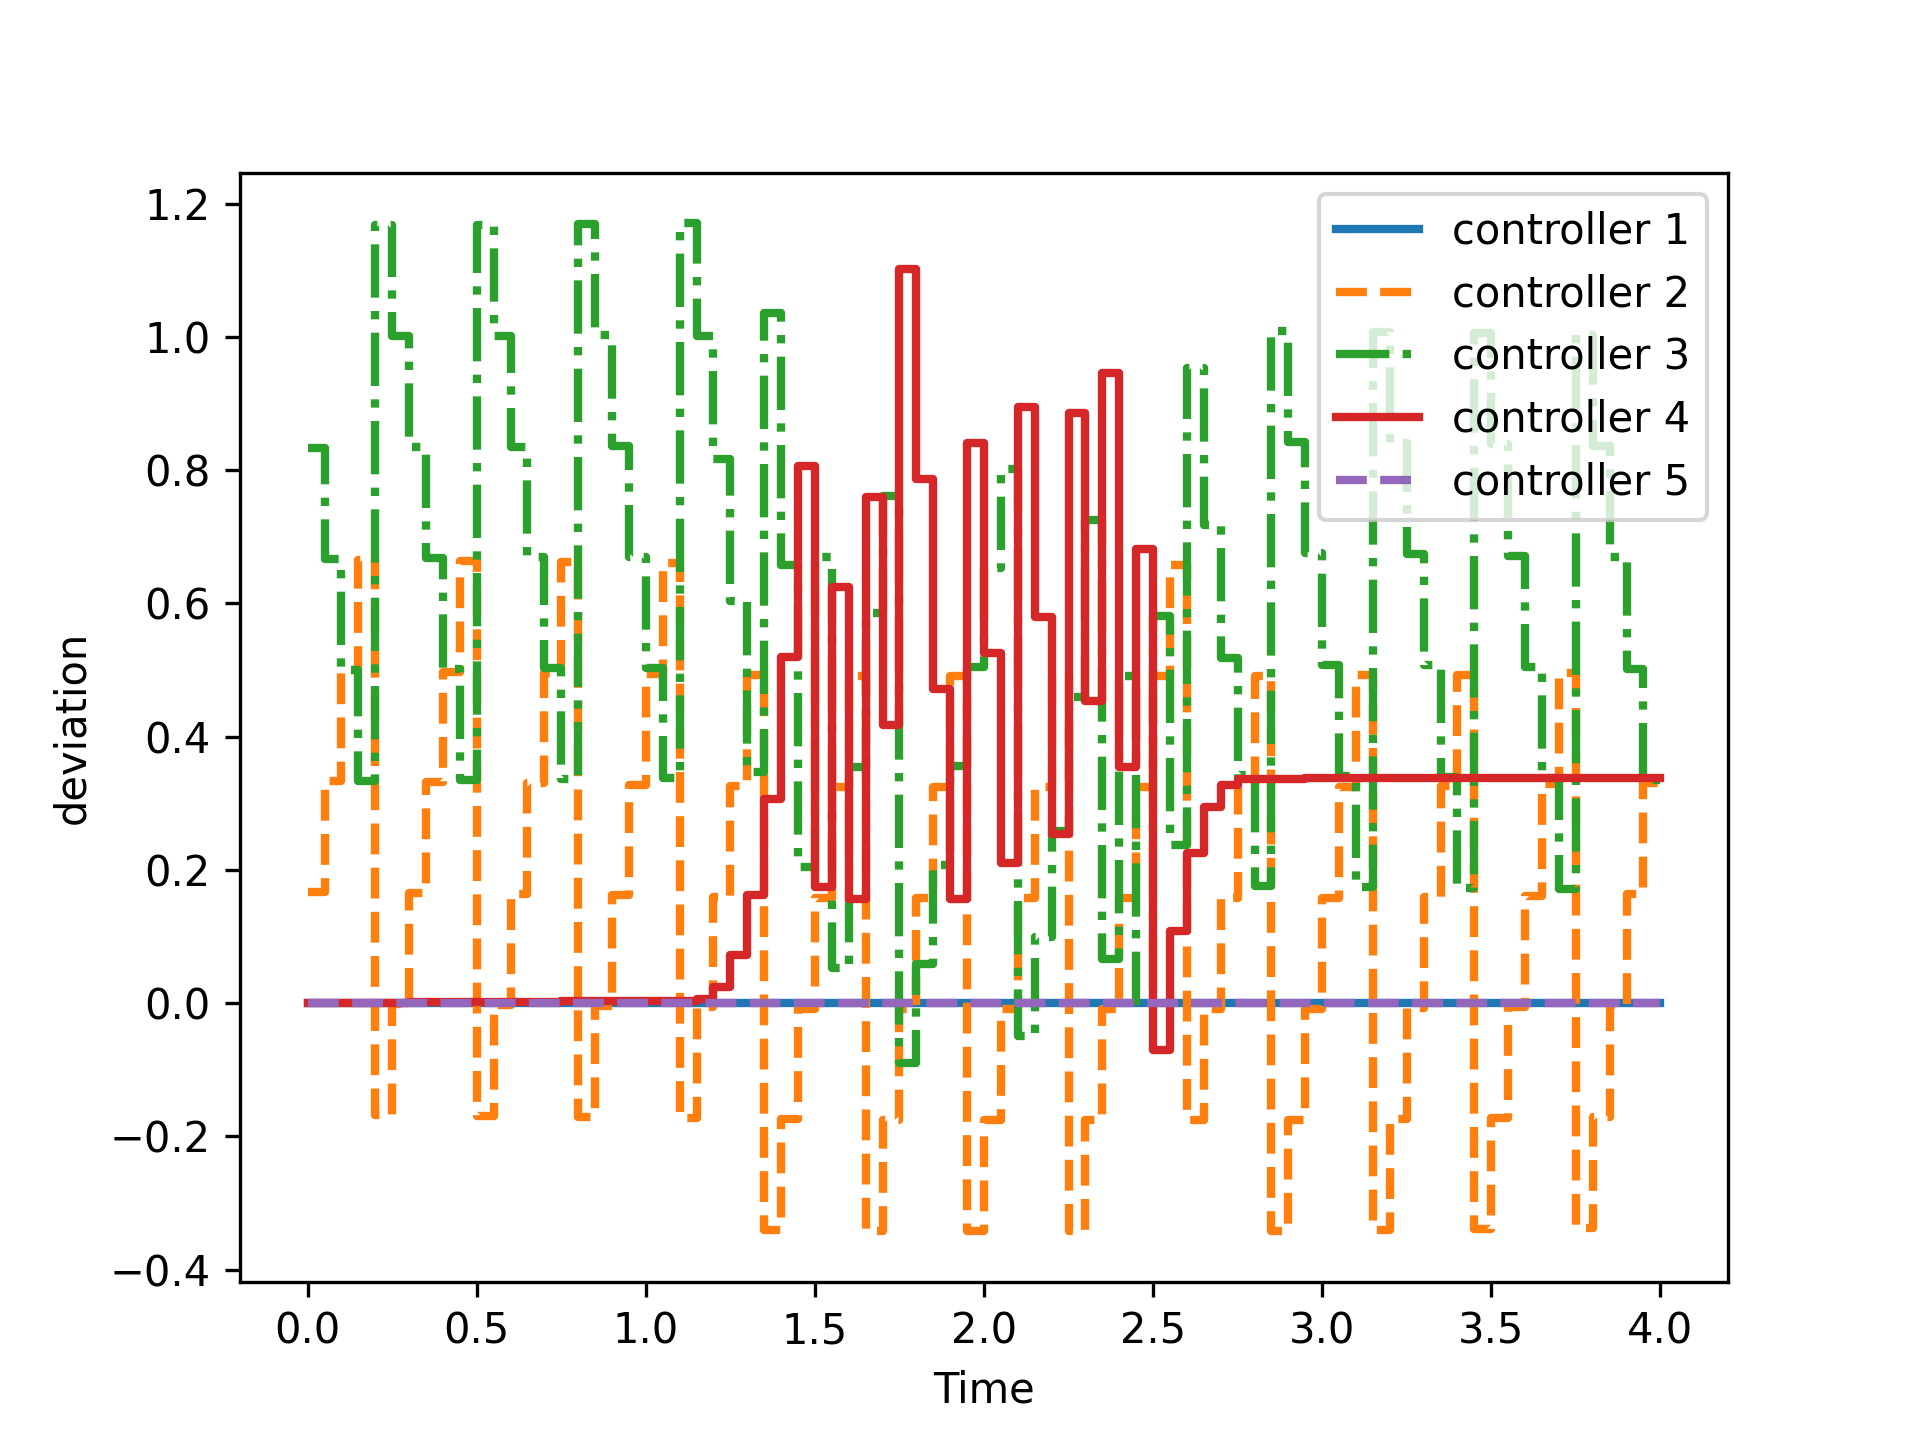 1.2
1.0
0.8
0.6
0.4
0.2
0.0
−0.2
−0.4
deviation
0.0 0.5 1.0 1.5 2.0 2.5 3.0 3.5 4.0
Time
controller 1
controller 2
controller 3
controller 4
controller 5